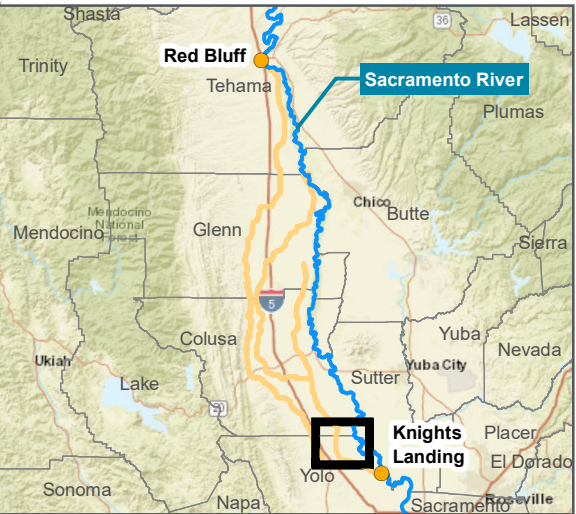 Shasta
36
Lassen
Red Bluff
Trinity
Tehama
Sacramento River
Plumas
Chico
Butte
Mendocino
National
Forest
Mendocino
Glenn
Sierra
5
Colusa
Yuba
Nevada
Ukiah
Yuba City
Lake
Sutter
20
Knights
Landing
Placer
El Dorado
Yolo
Sonoma
Napa
Sacramento
Roseville